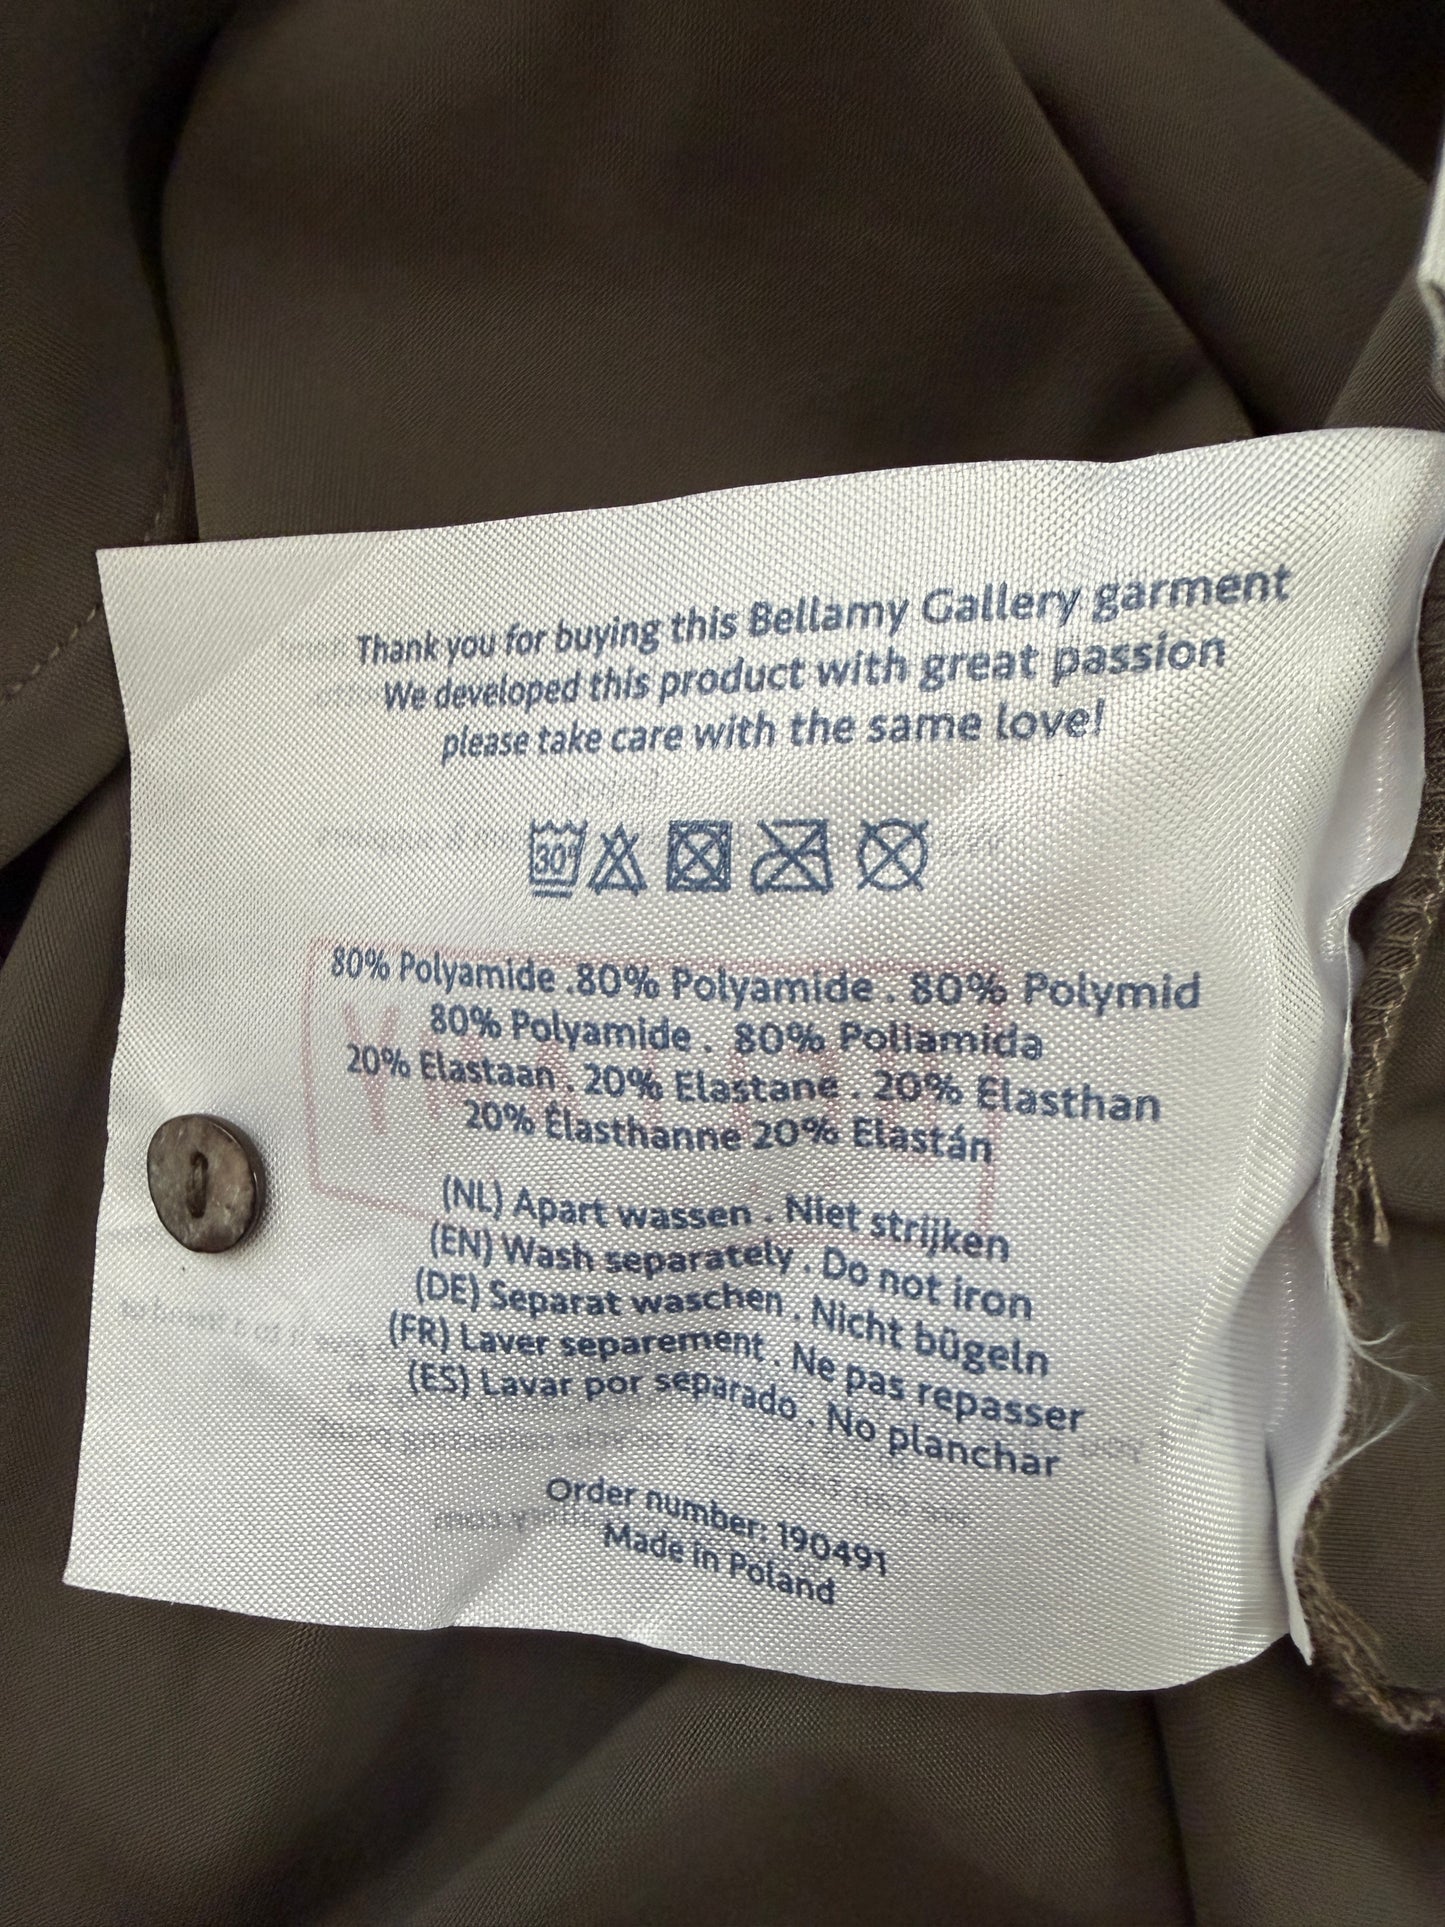 Thank you for buying this Bellamy Gallery garment
We developed this product with great passion
please take care with the same love!
30°
80% Polyamide . 80% Polyamide . 80% Polymid
80% Polyamide . 80% Poliamida
20% Elastaan . 20% Elastane . 20% Elasthan
20% Élasthanne 20% Elastán
(NL) Apart wassen . Niet strijken
(EN) Wash separately . Do not iron
(DE) Separat waschen . Nicht bügeln
(FR) Laver separement . Ne pas repasser
(ES) Lavar por separado . No planchar
Order number: 190491
Made in Poland